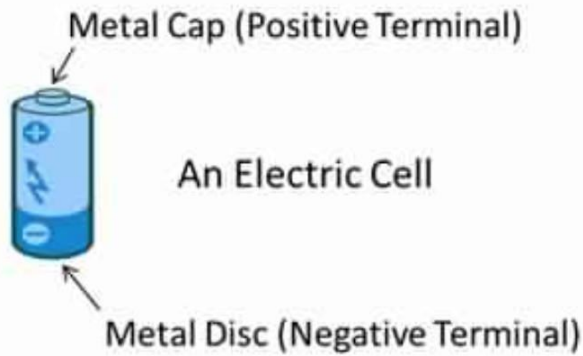 Metal Cap (Positive Terminal)
An Electric Cell
Metal Disc (Negative Terminal)